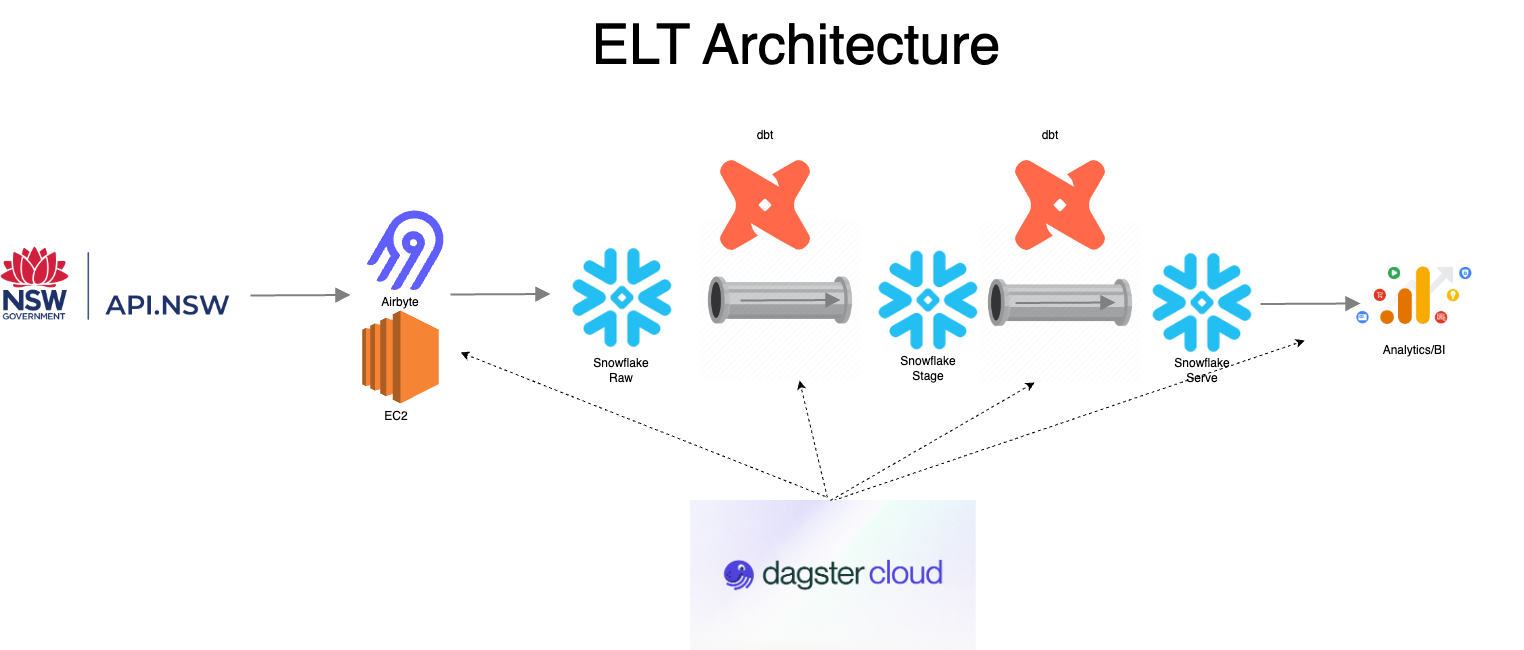 ELT Architecture
dbt
dbt
NSW
GOVERNMENT
API.NSW
Airbyte
EC2
Snowflake
Raw
Snowflake
Stage
Snowflake
Serve
Analytics/BI
dagster cloud